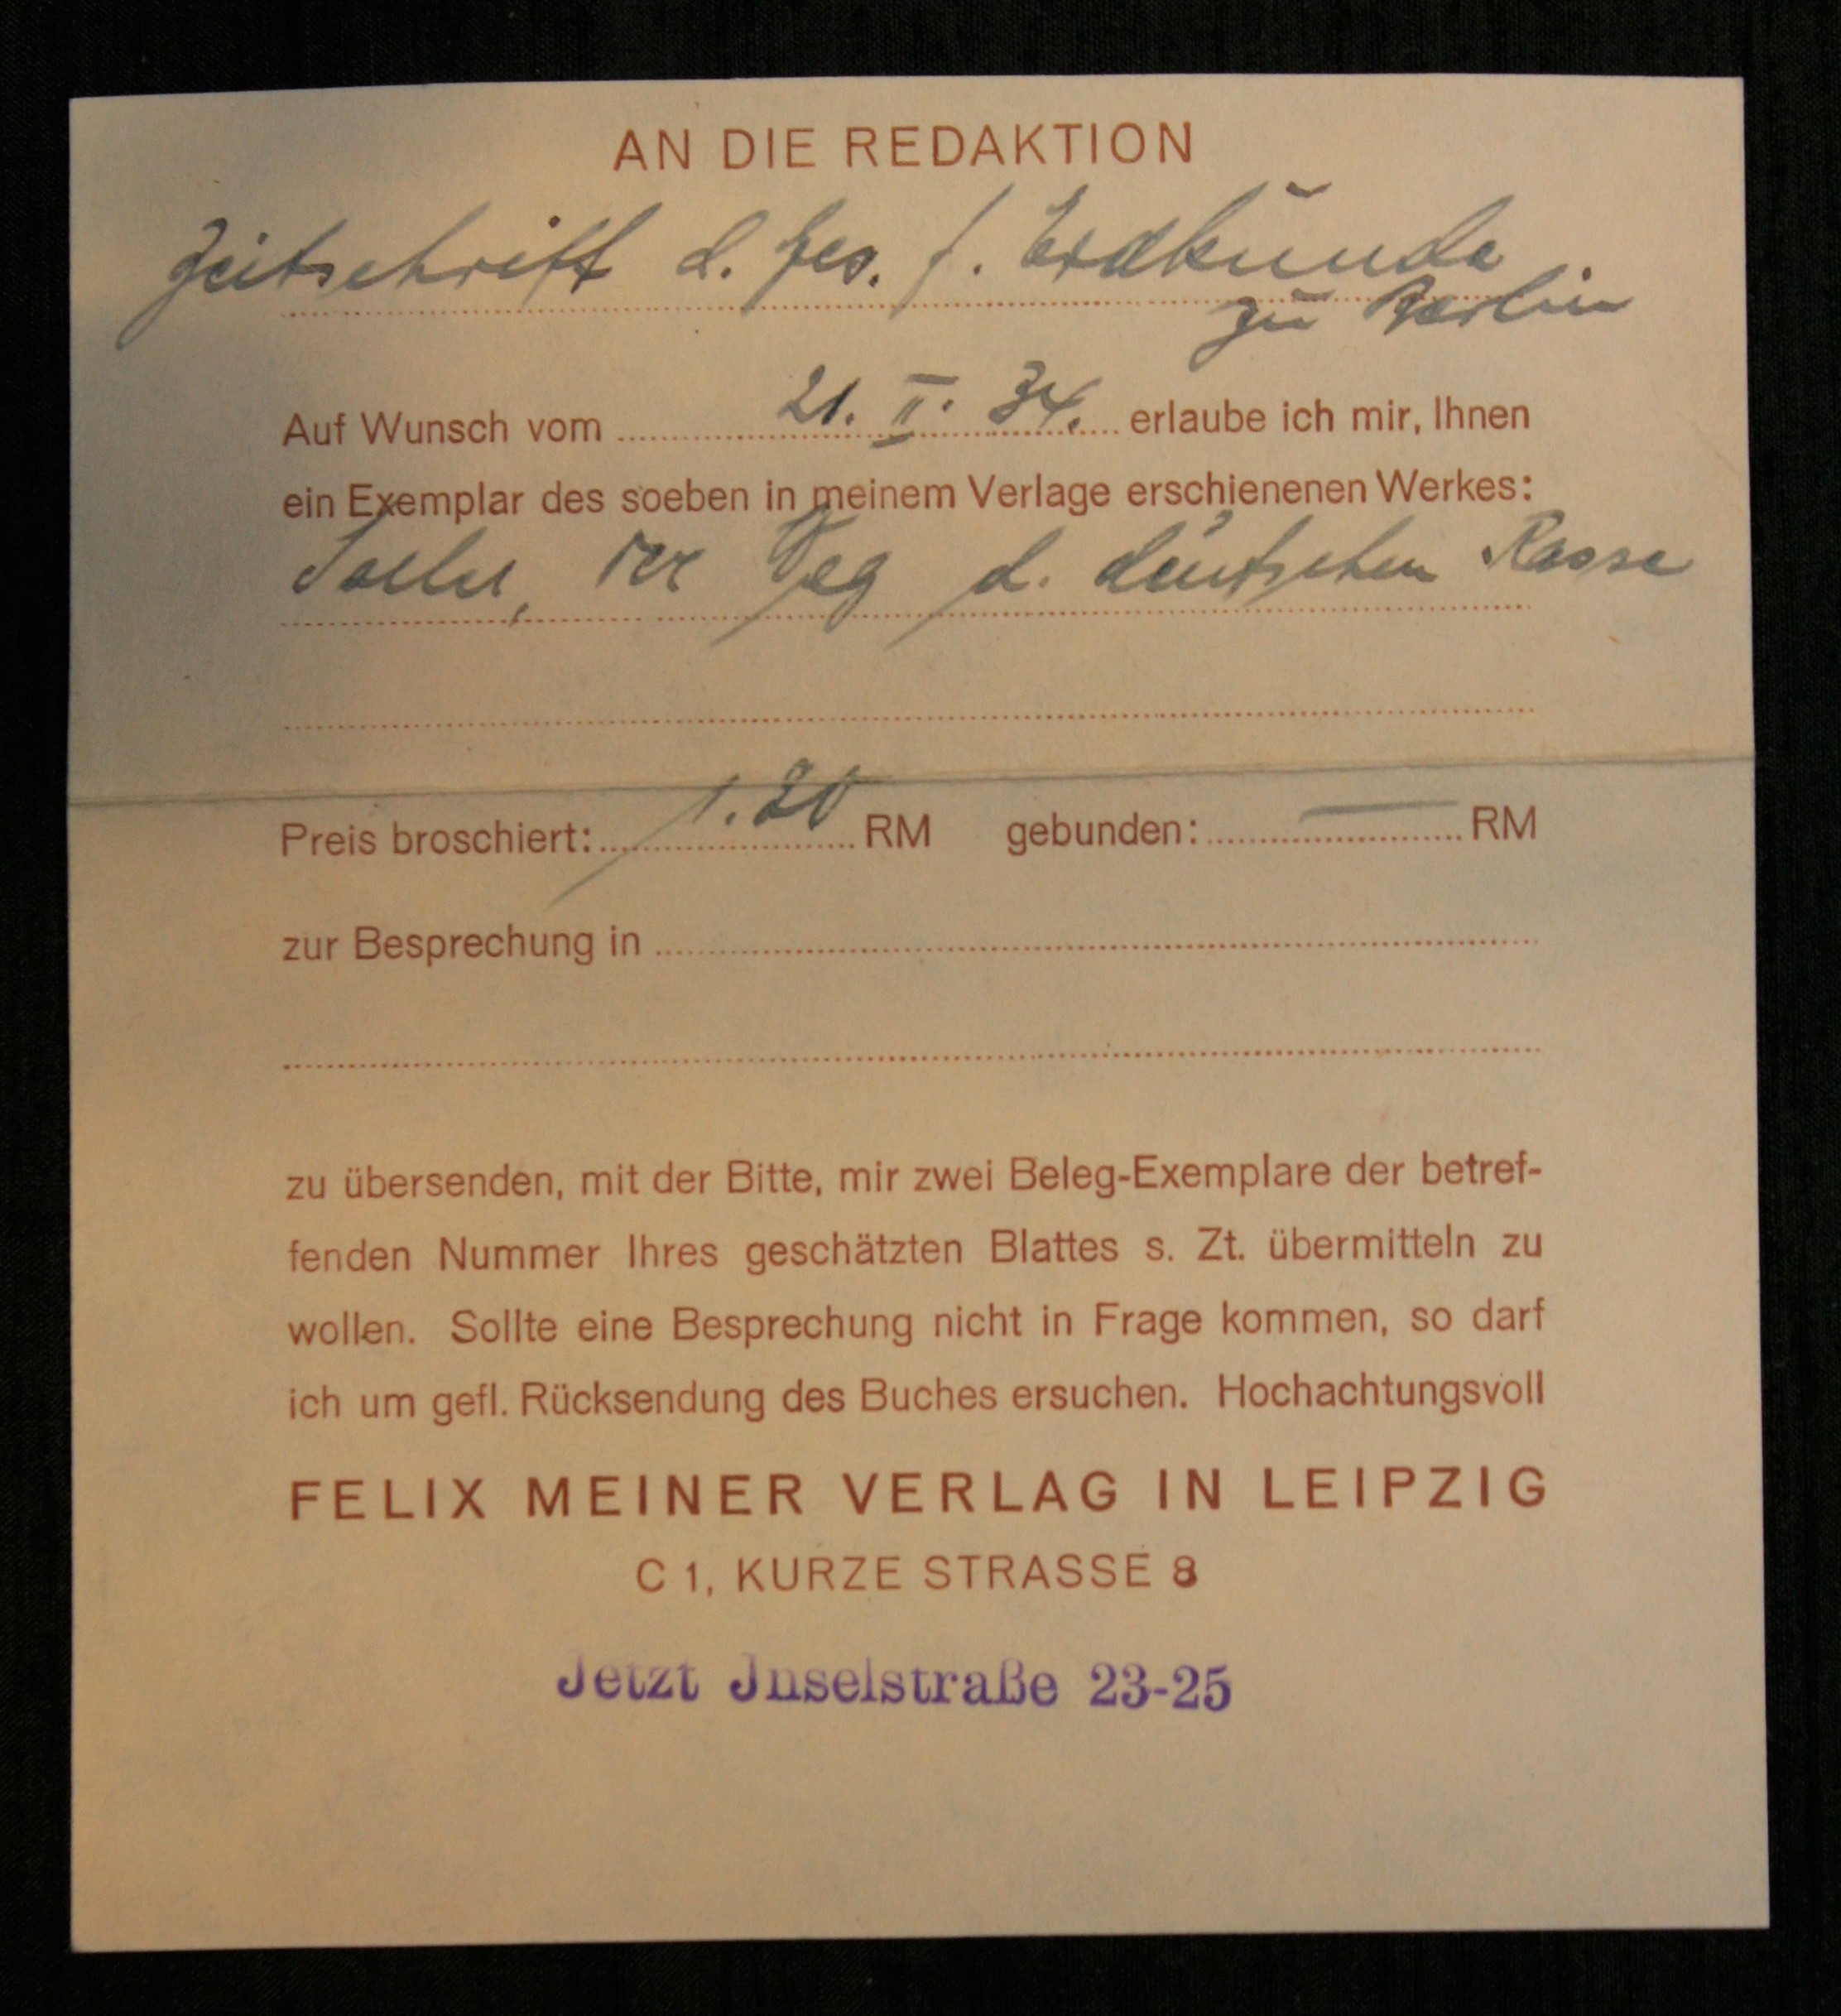 AN DIE REDAKTION
Zeitschrift d. Ges. f. Erdkunde
zu Berlin
Auf Wunsch vom 21. II. 34. erlaube ich mir, Ihnen
ein Exemplar des soeben in meinem Verlage erschienenen Werkes:
Saller, Der Weg d. deutschen Rasse
Preis broschiert: 1.20 RM gebunden: — RM
zur Besprechung in
zu übersenden, mit der Bitte, mir zwei Beleg-Exemplare der betref-
fenden Nummer Ihres geschätzten Blattes s. Zt. übermitteln zu
wollen. Sollte eine Besprechung nicht in Frage kommen, so darf
ich um gefl. Rücksendung des Buches ersuchen. Hochachtungsvoll
FELIX MEINER VERLAG IN LEIPZIG
C 1, KURZE STRASSE 8
Jetzt Jnselstraße 23-25